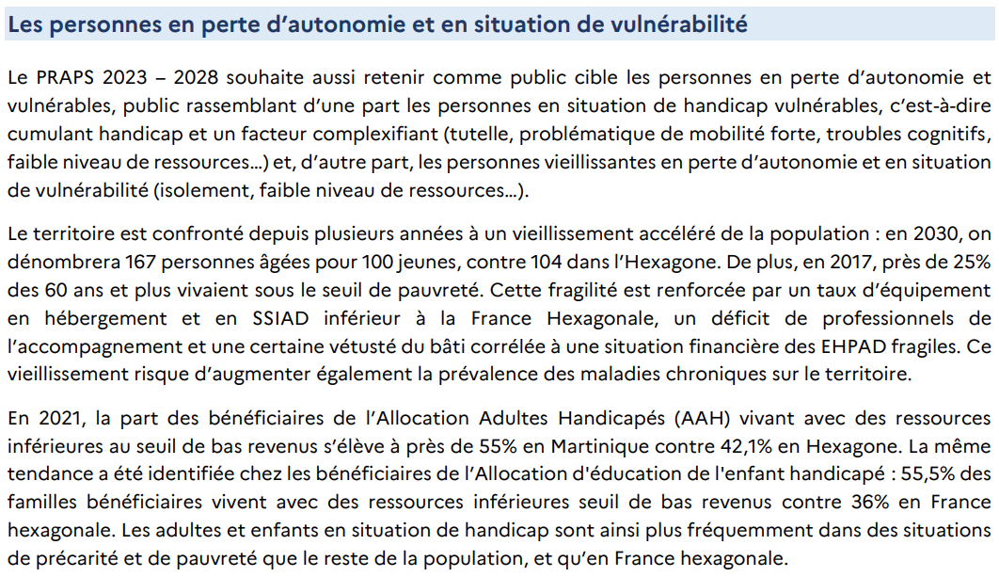 Les personnes en perte d’autonomie et en situation de vulnérabilité
Le PRAPS 2023 – 2028 souhaite aussi retenir comme public cible les personnes en perte d’autonomie et
vulnérables, public rassemblant d’une part les personnes en situation de handicap vulnérables, c’est-à-dire
cumulant handicap et un facteur complexifiant (tutelle, problématique de mobilité forte, troubles cognitifs,
faible niveau de ressources…) et, d’autre part, les personnes vieillissantes en perte d’autonomie et en situation
de vulnérabilité (isolement, faible niveau de ressources…).
Le territoire est confronté depuis plusieurs années à un vieillissement accéléré de la population : en 2030, on
dénombrera 167 personnes âgées pour 100 jeunes, contre 104 dans l’Hexagone. De plus, en 2017, près de 25%
des 60 ans et plus vivaient sous le seuil de pauvreté. Cette fragilité est renforcée par un taux d’équipement
en hébergement et en SSIAD inférieur à la France Hexagonale, un déficit de professionnels de
l’accompagnement et une certaine vétusté du bâti corrélée à une situation financière des EHPAD fragiles. Ce
vieillissement risque d’augmenter également la prévalence des maladies chroniques sur le territoire.
En 2021, la part des bénéficiaires de l’Allocation Adultes Handicapés (AAH) vivant avec des ressources
inférieures au seuil de bas revenus s’élève à près de 55% en Martinique contre 42,1% en Hexagone. La même
tendance a été identifiée chez les bénéficiaires de l’Allocation d'éducation de l'enfant handicapé : 55,5% des
familles bénéficiaires vivent avec des ressources inférieures seuil de bas revenus contre 36% en France
hexagonale. Les adultes et enfants en situation de handicap sont ainsi plus fréquemment dans des situations
de précarité et de pauvreté que le reste de la population, et qu’en France hexagonale.